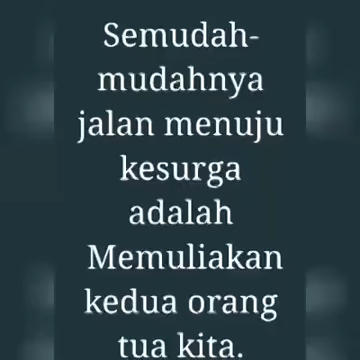 Semudah-
mudahnya
jalan menuju
kesurga
adalah
Memuliakan
kedua orang
tua kita.